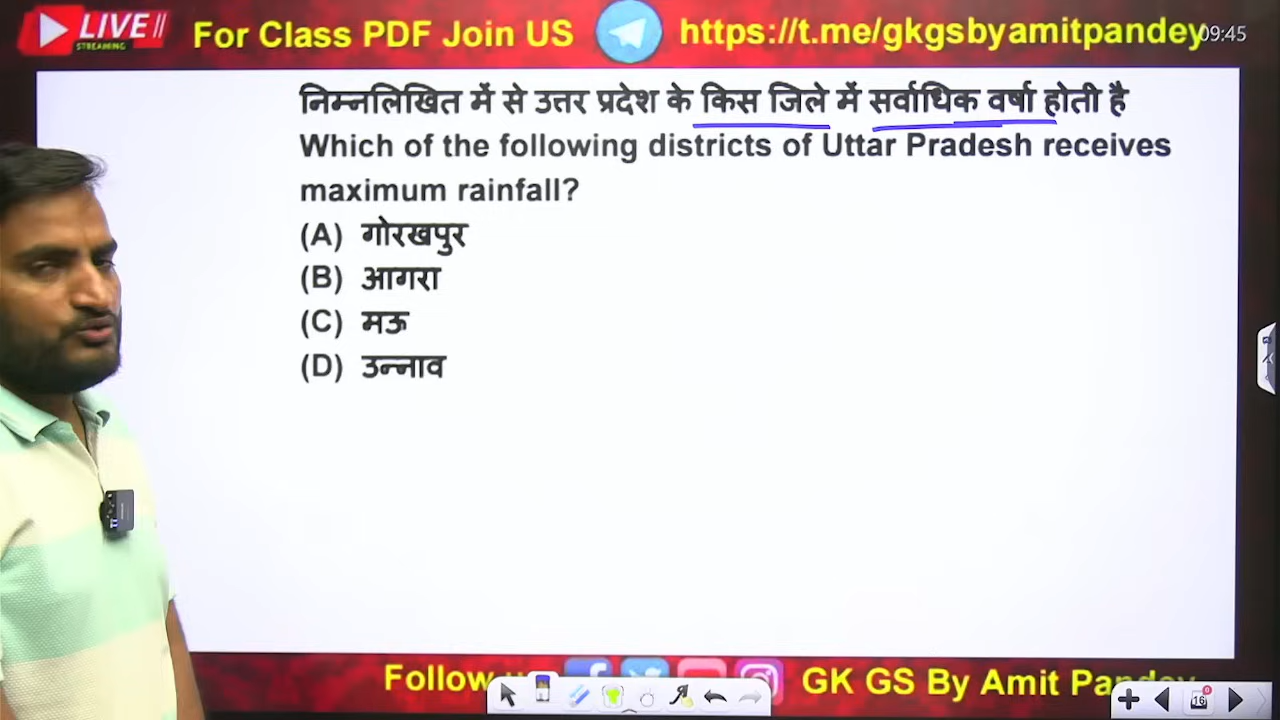 LIVE
STREAMING
For Class PDF Join US
https://t.me/gkgsbyamitpandey
09:45
निम्नलिखित में से उत्तर प्रदेश के किस जिले में सर्वाधिक वर्षा होती है
Which of the following districts of Uttar Pradesh receives
maximum rainfall?
(A) गोरखपुर
(B) आगरा
(C) मऊ
(D) उन्नाव
Follow
GK GS By Amit Pandey
16